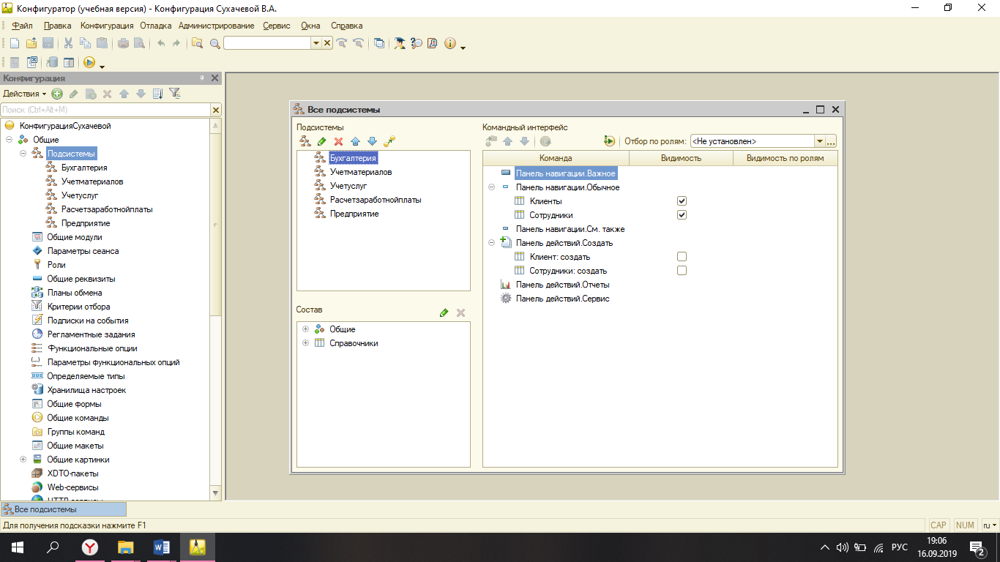 Конфигуратор (учебная версия) - Конфигурация Сухачевой В.А.
Файл Правка Конфигурация Отладка Администрирование Сервис Окна Справка
Конфигурация
Действия
Поиск (Ctrl+Alt+M)
КонфигурацияСухачевой
Общие
Подсистемы
Бухгалтерия
Учетматериалов
Учетуслуг
Расчетзаработнойплаты
Предприятие
Общие модули
Параметры сеанса
Роли
Общие реквизиты
Планы обмена
Критерии отбора
Подписки на события
Регламентные задания
Функциональные опции
Параметры функциональных опций
Определяемые типы
Хранилища настроек
Общие формы
Общие команды
Группы команд
Общие макеты
Общие картинки
XDTO-пакеты
Web-сервисы
HTTP-сервисы
Все подсистемы
Подсистемы
Бухгалтерия
Учетматериалов
Учетуслуг
Расчетзаработнойплаты
Предприятие
Состав
Общие
Справочники
Командный интерфейс
Отбор по ролям: <Не установлен>
Команда Видимость Видимость по ролям
Панель навигации.Важное
Панель навигации.Обычное
Клиенты
Сотрудники
Панель навигации.См. также
Панель действий.Создать
Клиент: создать
Сотрудники: создать
Панель действий.Отчеты
Панель действий.Сервис
Все подсистемы
Для получения подсказки нажмите F1
CAP NUM ru
РУС
19:06
16.09.2019
2